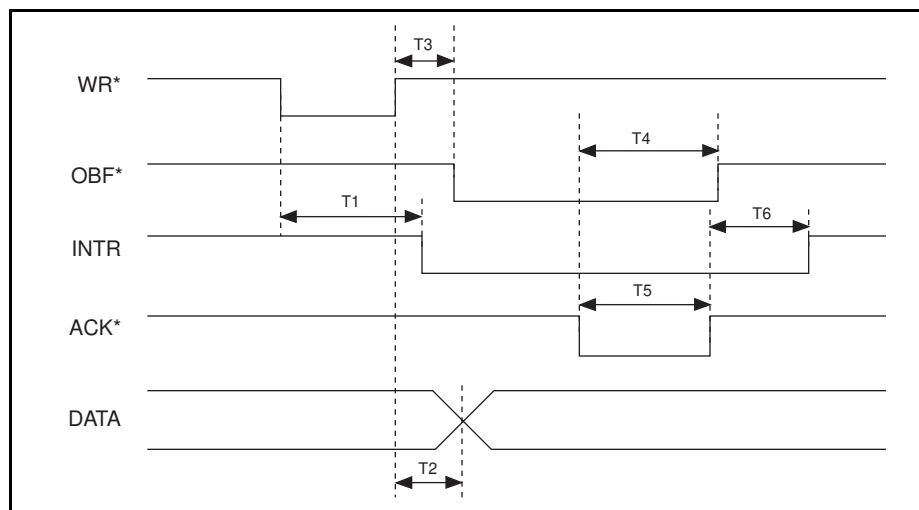 T3
WR*
T4
OBF*
T1
T6
INTR
T5
ACK*
DATA
T2